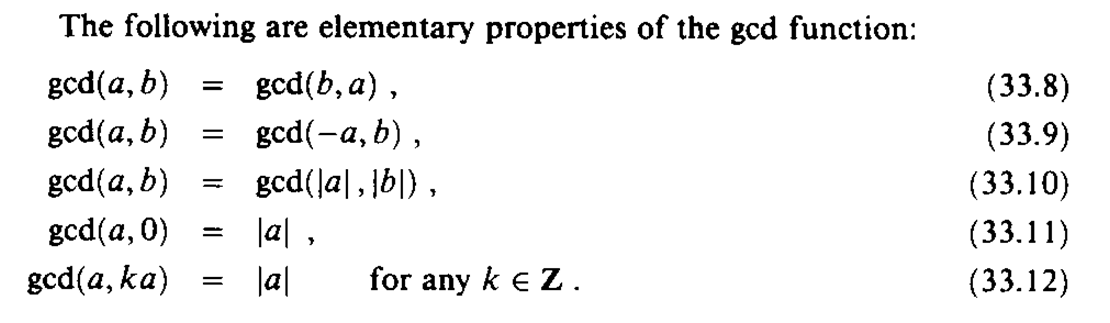 The following are elementary properties of the gcd function:
gcd(a, b) = gcd(b, a) , (33.8)
gcd(a, b) = gcd(−a, b) , (33.9)
gcd(a, b) = gcd(|a| , |b|) , (33.10)
gcd(a, 0) = |a| , (33.11)
gcd(a, ka) = |a| for any k ∈ Z . (33.12)